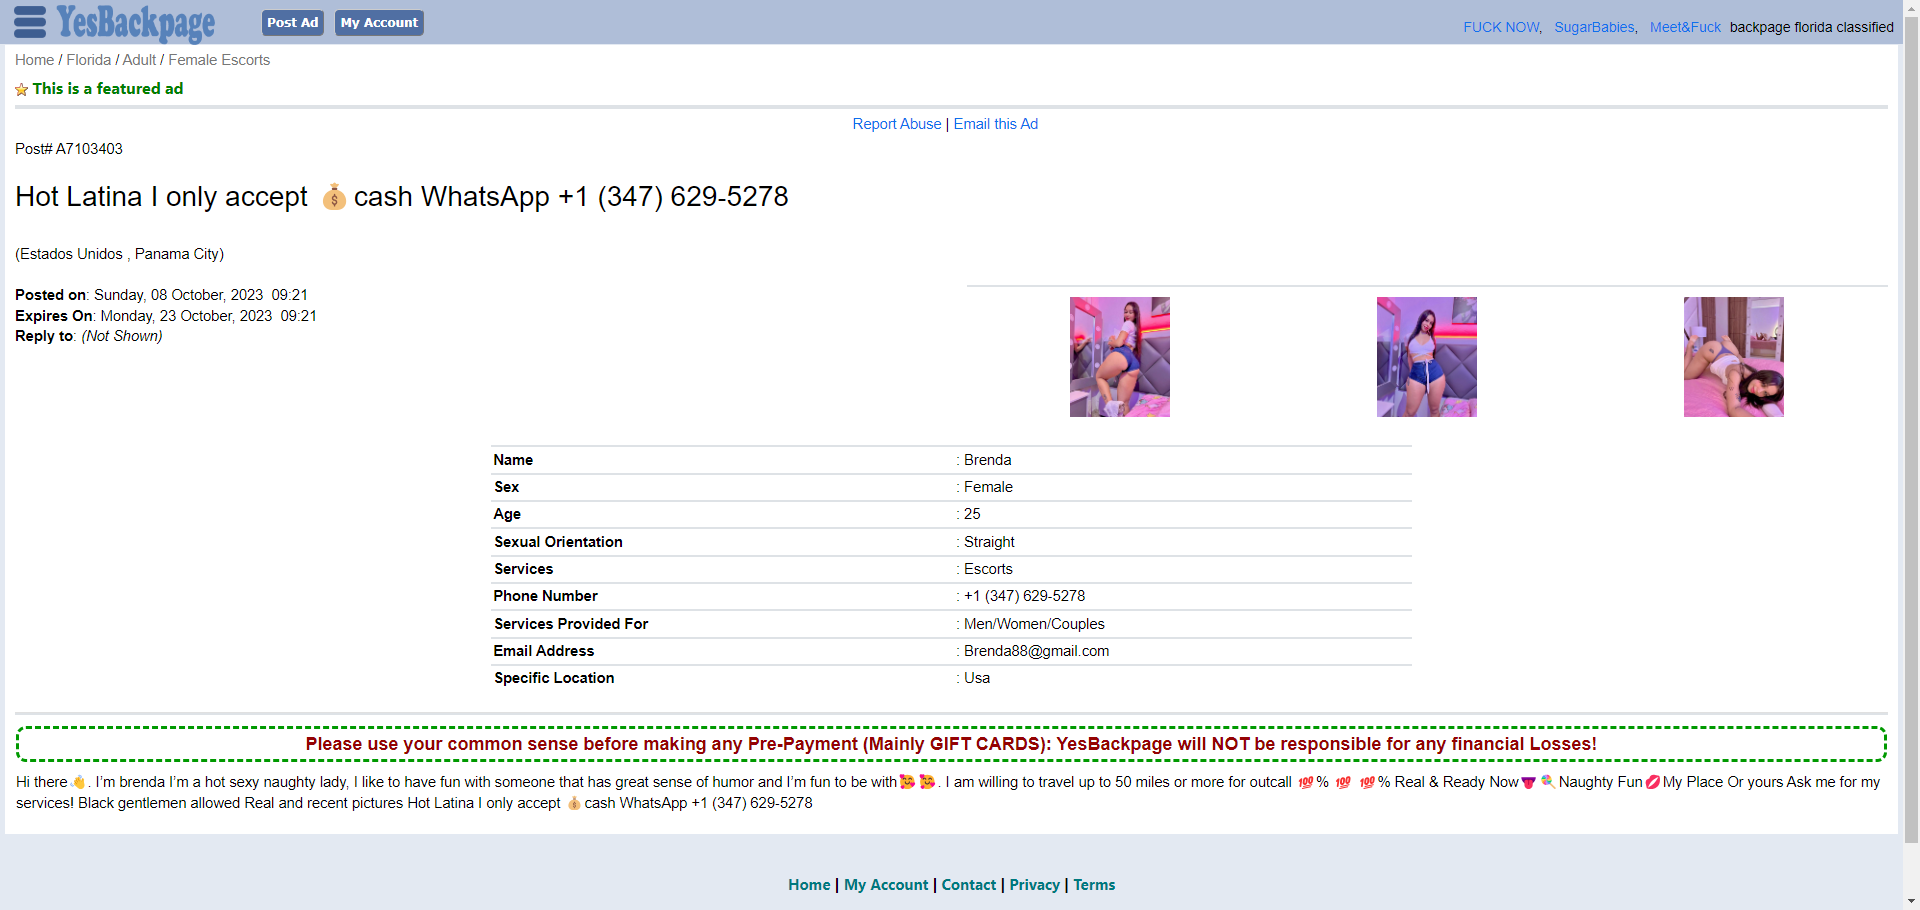 YesBackpage
Post Ad
My Account
FUCK NOW, SugarBabies, Meet&Fuck backpage florida classified
Home / Florida / Adult / Female Escorts
This is a featured ad
Report Abuse | Email this Ad
Post# A7103403
Hot Latina I only accept 💰 cash WhatsApp +1 (347) 629-5278
(Estados Unidos , Panama City)
Posted on: Sunday, 08 October, 2023 09:21
Expires On: Monday, 23 October, 2023 09:21
Reply to: (Not Shown)
Name : Brenda
Sex : Female
Age : 25
Sexual Orientation : Straight
Services : Escorts
Phone Number : +1 (347) 629-5278
Services Provided For : Men/Women/Couples
Email Address : Brenda88@gmail.com
Specific Location : Usa
Please use your common sense before making any Pre-Payment (Mainly GIFT CARDS): YesBackpage will NOT be responsible for any financial Losses!
Hi there👋. I’m brenda I’m a hot sexy naughty lady, I like to have fun with someone that has great sense of humor and I’m fun to be with🥰🥰. I am willing to travel up to 50 miles or more for outcall 💯% 💯 💯% Real & Ready Now👅🍭Naughty Fun💋My Place Or yours Ask me for my
services! Black gentlemen allowed Real and recent pictures Hot Latina I only accept 💰cash WhatsApp +1 (347) 629-5278
Home | My Account | Contact | Privacy | Terms